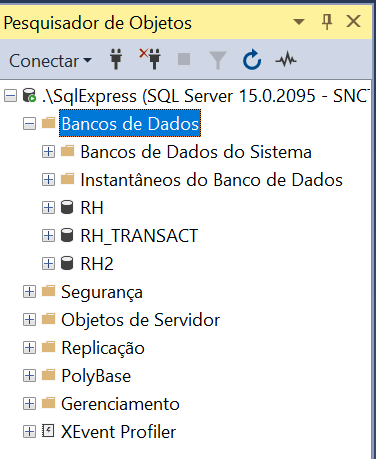 Pesquisador de Objetos
Conectar
.\SqlExpress (SQL Server 15.0.2095 - SNCT
Bancos de Dados
Bancos de Dados do Sistema
Instantâneos do Banco de Dados
RH
RH_TRANSACT
RH2
Segurança
Objetos de Servidor
Replicação
PolyBase
Gerenciamento
XEvent Profiler